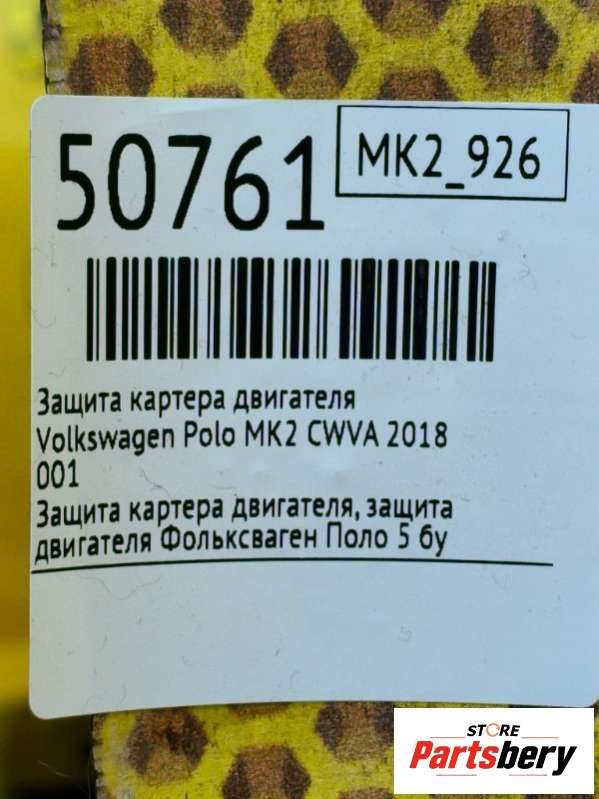 50761
MK2_926
Защита картера двигателя
Volkswagen Polo MK2 CWVA 2018
001
Защита картера двигателя, защита
двигателя Фольксваген Поло 5 бу
STORE
Partsbery